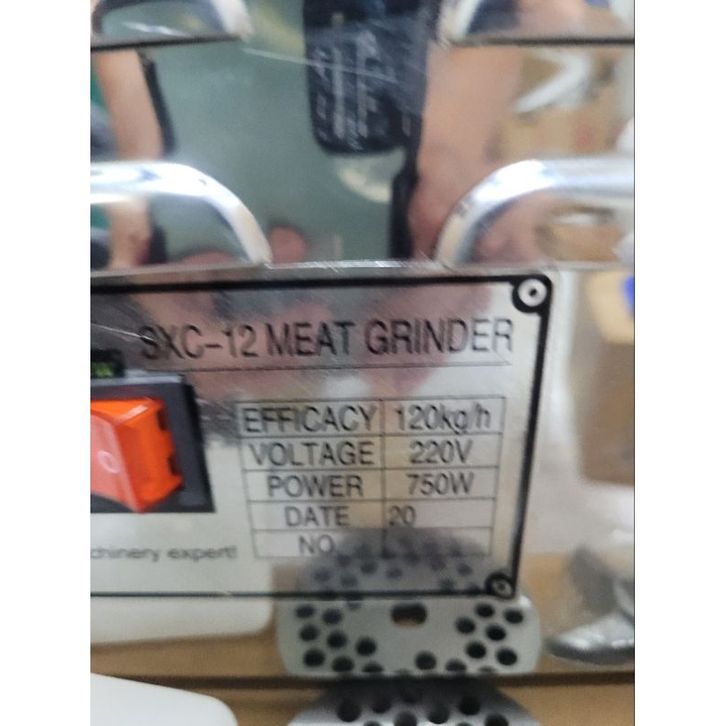 SXC-12 MEAT GRINDER
EFFICACY 120kg/h
VOLTAGE 220V
POWER 750W
DATE 20
NO.
chinery expert!